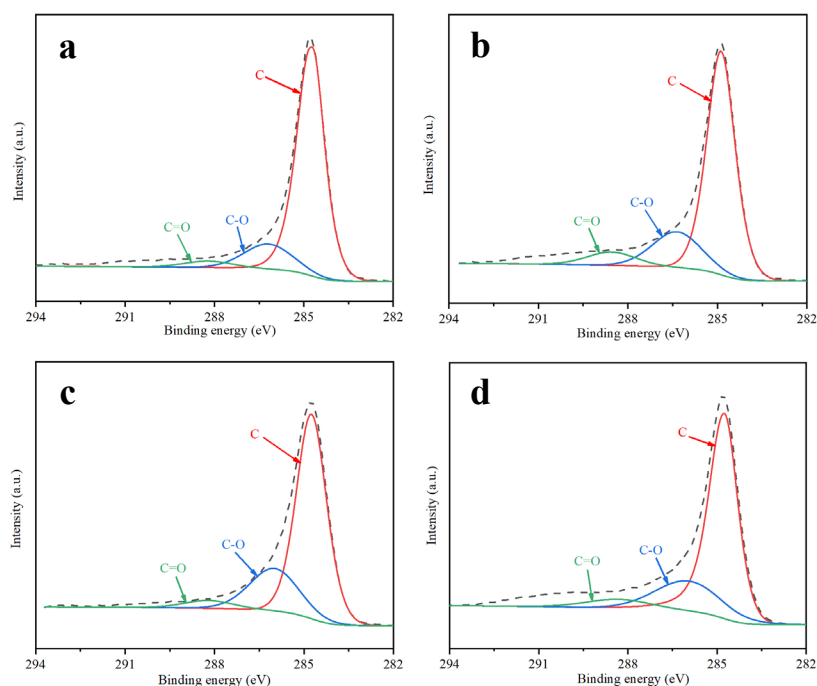 a
C
C-O
C=O
Intensity (a.u.)
294 291 288 285 282
Binding energy (eV)
b
C
C-O
C=O
Intensity (a.u.)
294 291 288 285 282
Binding energy (eV)
c
C
C-O
C=O
Intensity (a.u.)
294 291 288 285 282
Binding energy (eV)
d
C
C-O
C=O
Intensity (a.u.)
294 291 288 285 282
Binding energy (eV)